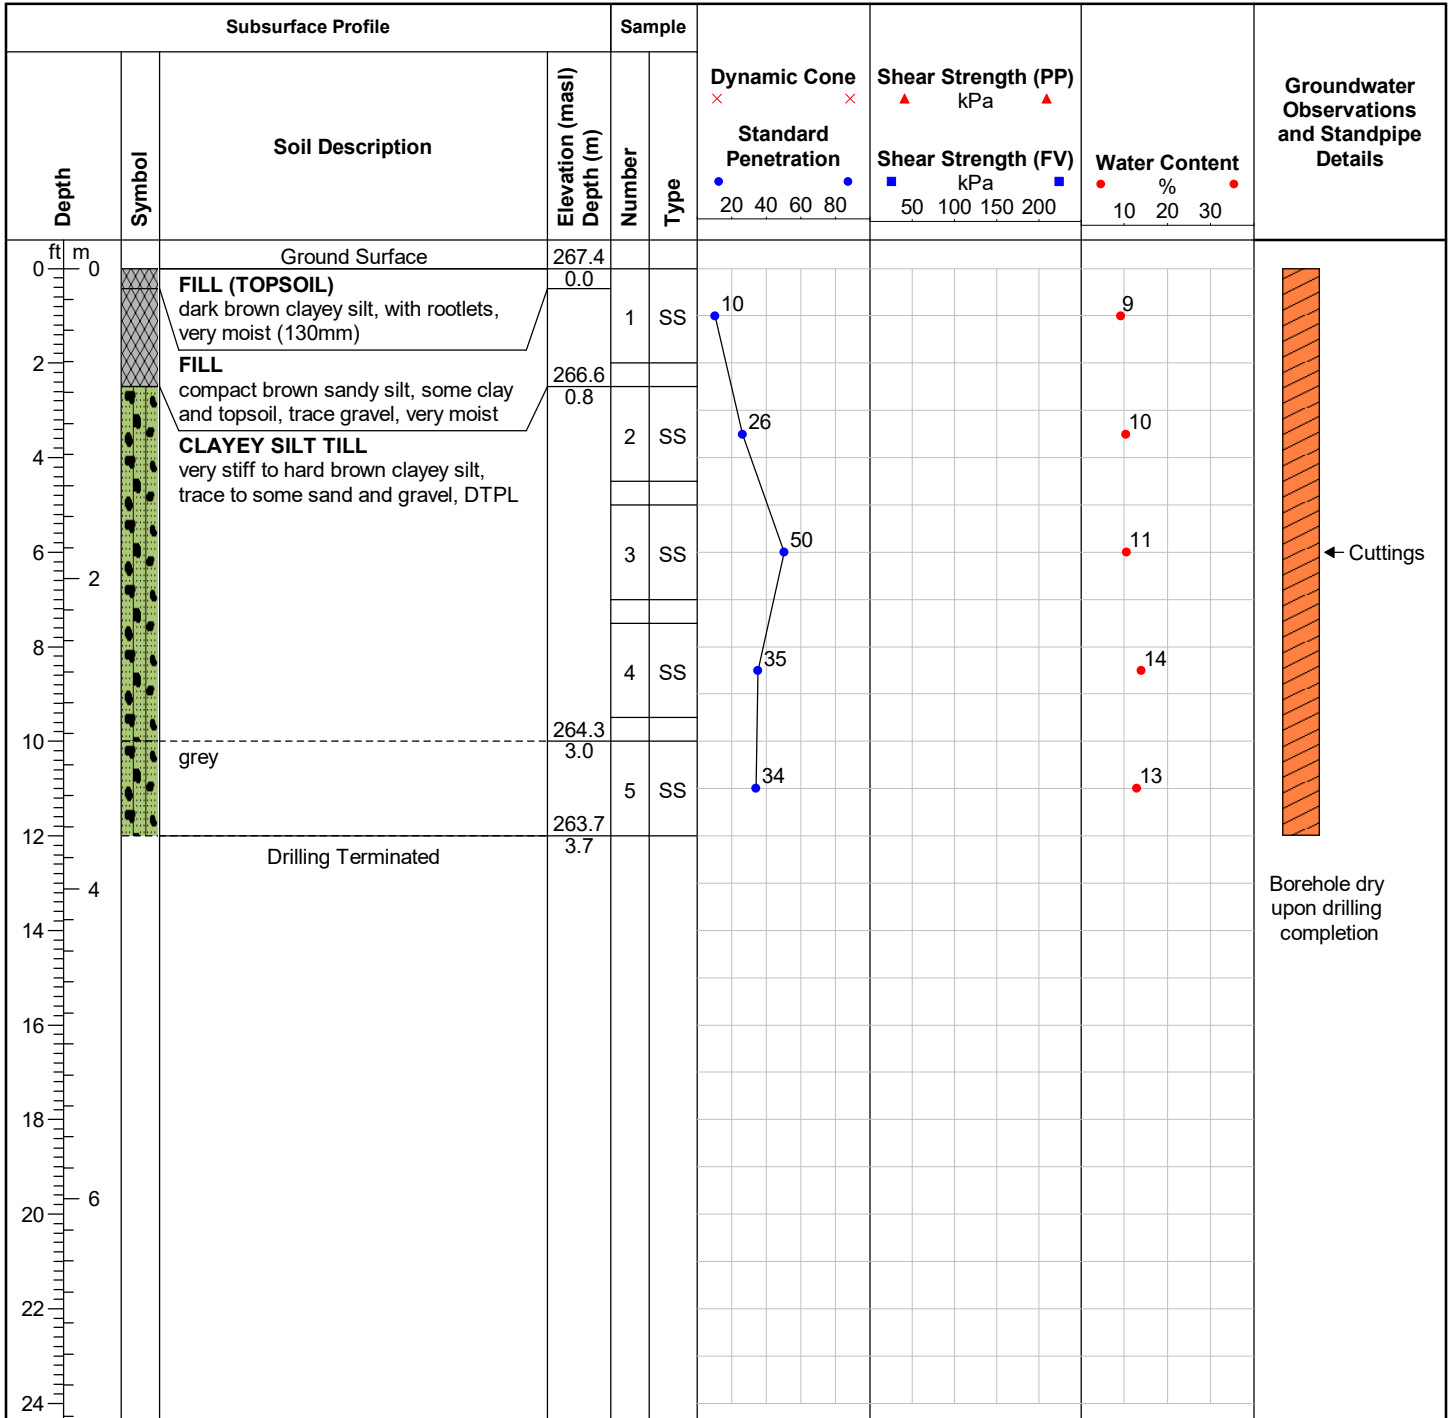 Subsurface Profile
Sample
Depth
Symbol
Soil Description
Elevation (masl)
Depth (m)
Number
Type
Dynamic Cone
Standard
Penetration
20 40 60 80
Shear Strength (PP)
kPa
Shear Strength (FV)
kPa
50 100 150 200
Water Content
%
10 20 30
Groundwater
Observations
and Standpipe
Details
ft m
0 0
2
4
6
2
8
10
12
4
14
16
18
6
20
22
24
Ground Surface
267.4
0.0
FILL (TOPSOIL)
dark brown clayey silt, with rootlets,
very moist (130mm)
FILL
compact brown sandy silt, some clay
and topsoil, trace gravel, very moist
266.6
0.8
CLAYEY SILT TILL
very stiff to hard brown clayey silt,
trace to some sand and gravel, DTPL
264.3
3.0
grey
263.7
3.7
Drilling Terminated
1 SS 10 9
2 SS 26 10
3 SS 50 11
4 SS 35 14
5 SS 34 13
Cuttings
Borehole dry
upon drilling
completion